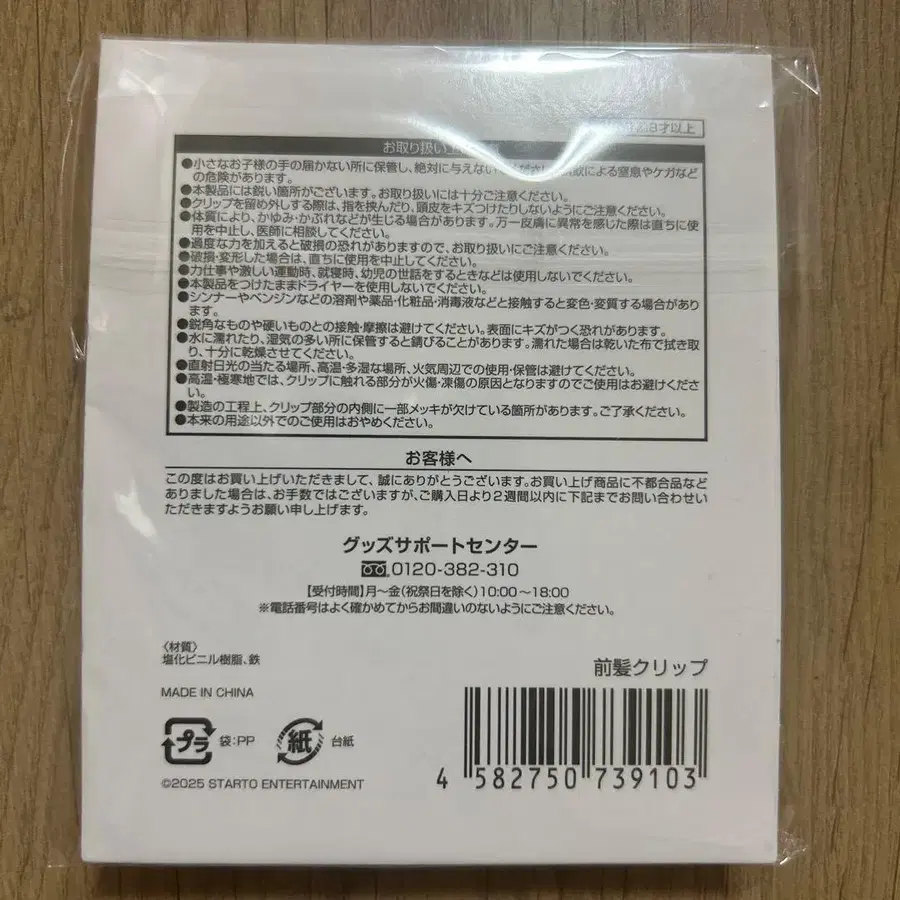 8才以上
お取り扱い
●小さなお子様の手の届かない所に保管し、絶対に与えないによる窒息やケガなど
の危険があります。
●本製品には鋭い箇所がございます。お取り扱いには十分ご注意ください。
●クリップを留め外しする際は、指を挟んだり、頭皮をキズつけたりしないようにご注意ください。
●体質により、かゆみ・かぶれなどが生じる場合があります。万一皮膚に異常を感じた際は直ちに使
用を中止し、医師に相談してください。
●過度な力を加えると破損の恐れがありますので、お取り扱いにご注意ください。
●破損・変形した場合は、直ちに使用を中止してください。
●力仕事や激しい運動時、就寝時、幼児の世話をするときなどは使用しないでください。
●本製品をつけたままドライヤーを使用しないでください。
●シンナーやベンジンなどの溶剤や薬品・化粧品・消毒液などと接触すると変色・変質する場合があり
ます。
●鋭角なものや硬いものとの接触・摩擦は避けてください。表面にキズがつく恐れがあります。
●水に濡れたり、湿気の多い所に保管すると錆びることがあります。濡れた場合は乾いた布で拭き取
り、十分に乾燥させてください。
●直射日光の当たる場所、高温・多湿な場所、火気周辺での使用・保管は避けてください。
●高温・極寒地では、クリップに触れる部分が火傷・凍傷の原因となりますのでご使用はお避けくださ
い。
●製造の工程上、クリップ部分の内側に一部メッキが欠けている箇所があります。ご了承ください。
●本来の用途以外でのご使用はおやめください。
お客様へ
この度はお買い上げいただきまして、誠にありがとうございます。お買い上げ商品に不都合品など
ありました場合は、お手数ではございますが、ご購入日より2週間以内に下記までお問い合わせい
ただきますようお願い申し上げます。
グッズサポートセンター
0120-382-310
【受付時間】月～金(祝祭日を除く)10:00～18:00
※電話番号はよく確かめてからお間違いのないようにご注意ください。
〈材質〉
塩化ビニル樹脂、鉄
前髪クリップ
MADE IN CHINA
プラ 袋:PP 紙 台紙
4 582750 739103
©2025 STARTO ENTERTAINMENT